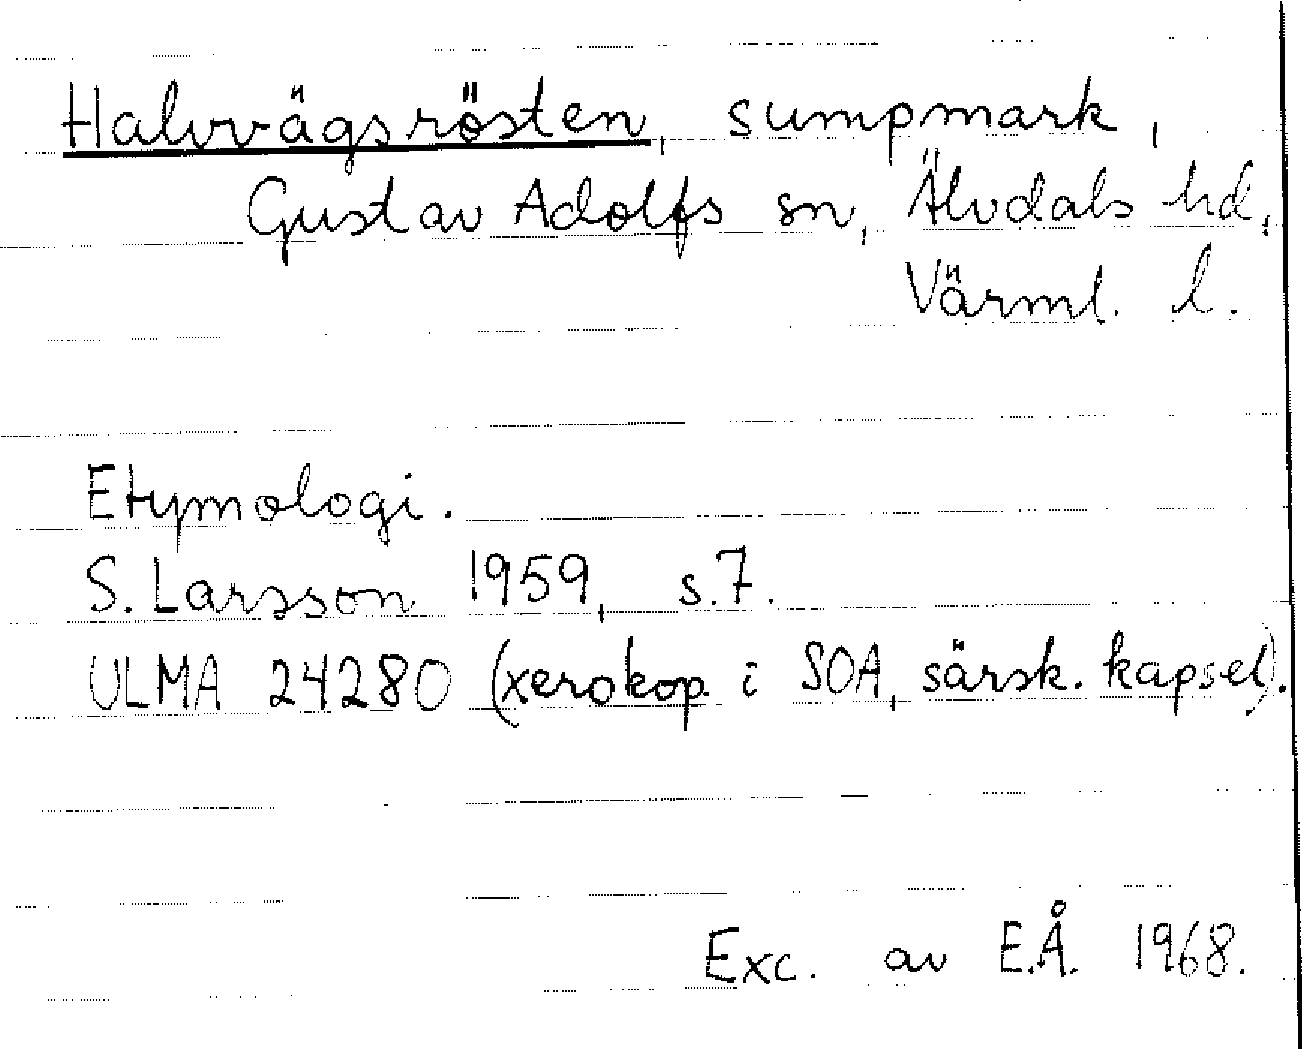 Halvvägsrösten, sumpmark,
Gustav Adolfs sn, Älvdals hd,
Värml. l.
Etymologi.
S. Larsson 1959, s. 7.
ULMA 24280 (xerokop. i SOA, särsk. kapsel).
Exc. av E.Å. 1968.